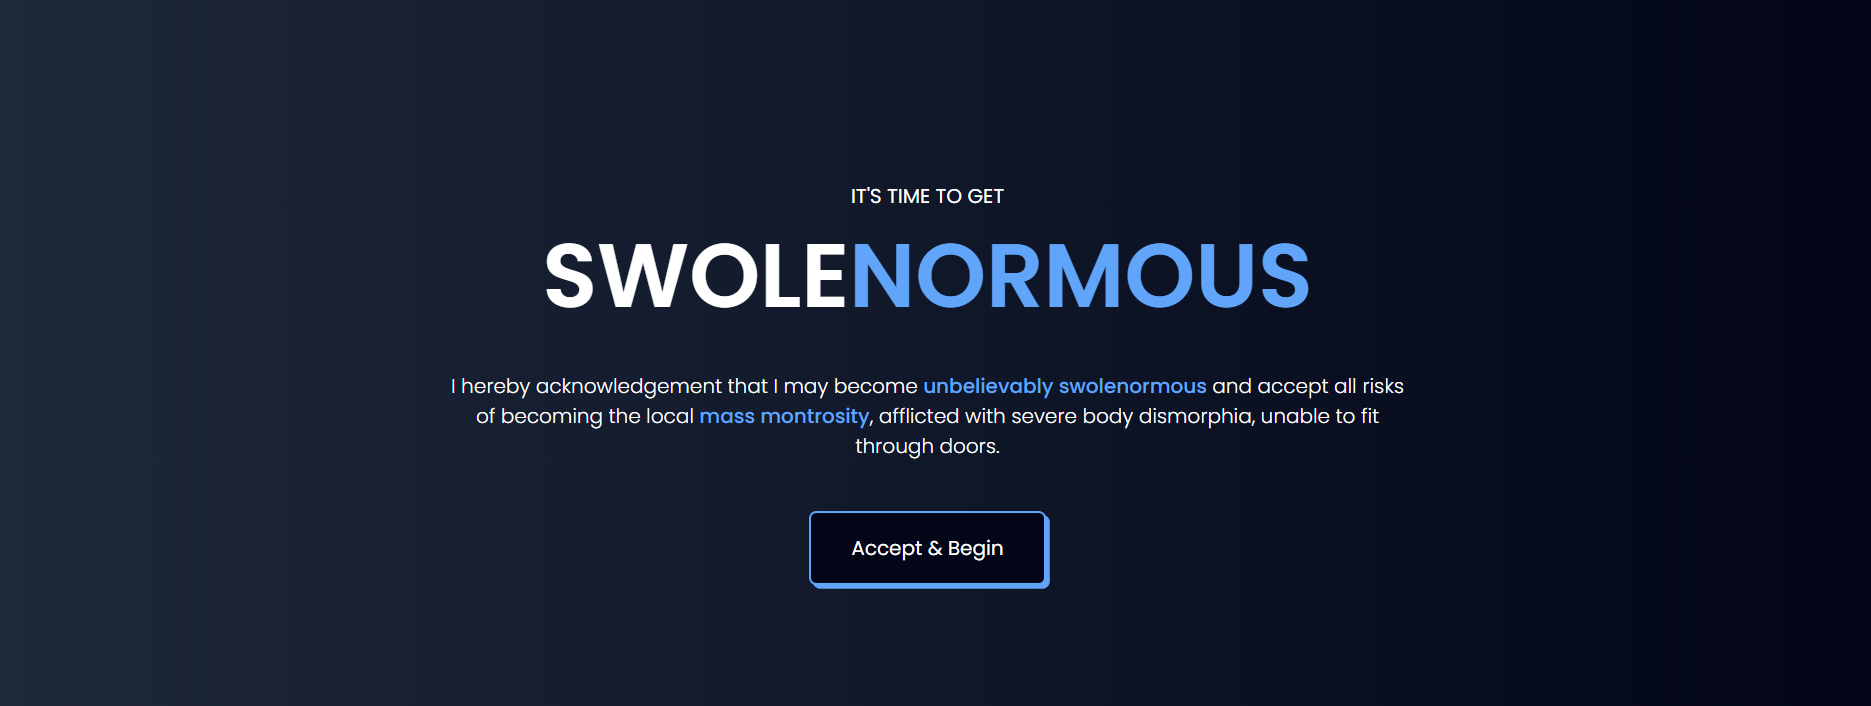 IT'S TIME TO GET
SWOLENORMOUS
I hereby acknowledgement that I may become unbelievably swolenormous and accept all risks
of becoming the local mass montrosity, afflicted with severe body dismorphia, unable to fit
through doors.
Accept & Begin